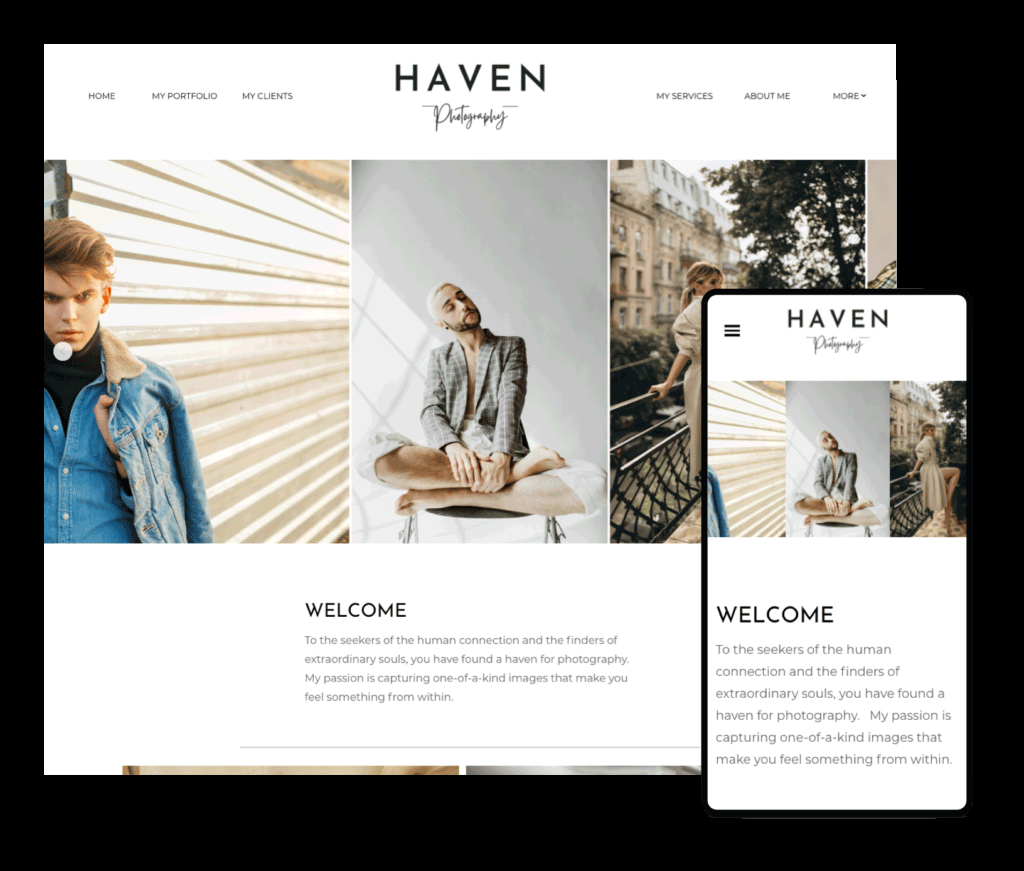 HOME
MY PORTFOLIO
MY CLIENTS
HAVEN
Photography
MY SERVICES
ABOUT ME
MORE
WELCOME
To the seekers of the human connection and the finders of
extraordinary souls, you have found a haven for photography.
My passion is capturing one-of-a-kind images that make you
feel something from within.
HAVEN
Photography
WELCOME
To the seekers of the human
connection and the finders of
extraordinary souls, you have found a
haven for photography. My passion is
capturing one-of-a-kind images that
make you feel something from within.